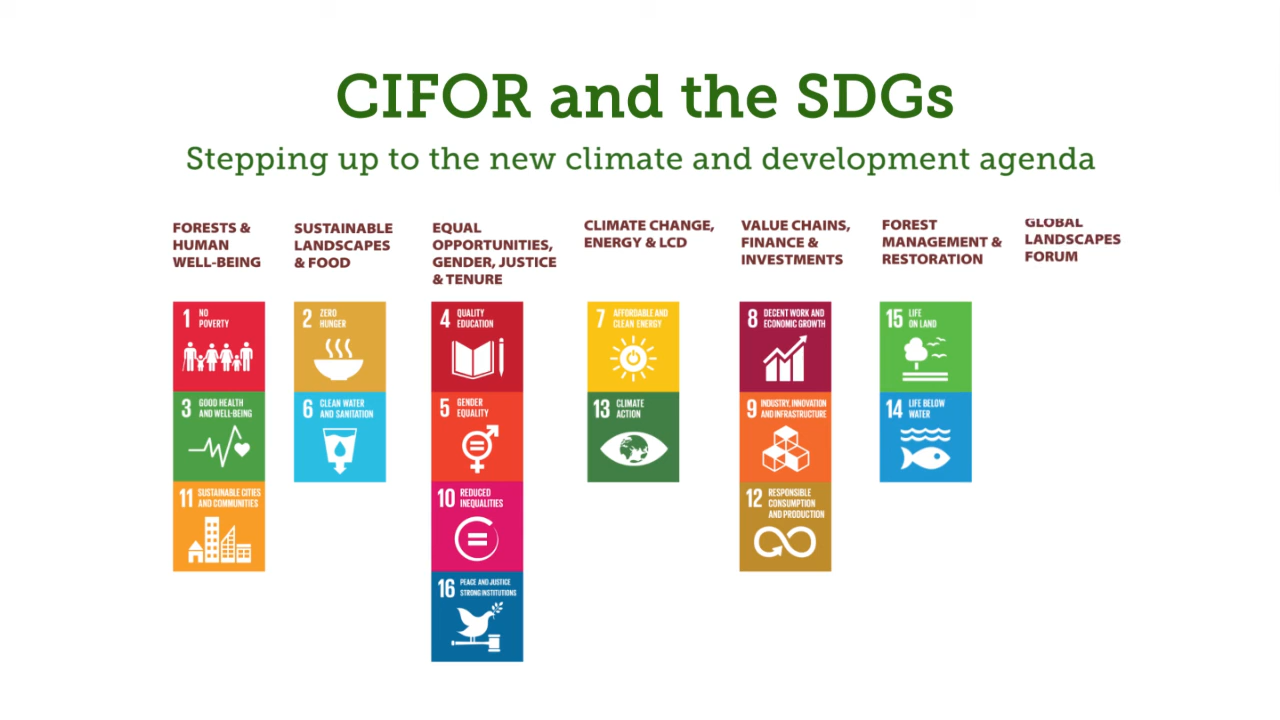 CIFOR and the SDGs
Stepping up to the new climate and development agenda
FORESTS &
HUMAN
WELL-BEING
SUSTAINABLE
LANDSCAPES
& FOOD
EQUAL
OPPORTUNITIES,
GENDER, JUSTICE
& TENURE
CLIMATE CHANGE,
ENERGY & LCD
VALUE CHAINS,
FINANCE &
INVESTMENTS
FOREST
MANAGEMENT &
RESTORATION
GLOBAL
LANDSCAPES
FORUM
1 NO
POVERTY
3 GOOD HEALTH
AND WELL-BEING
11 SUSTAINABLE CITIES
AND COMMUNITIES
2 ZERO
HUNGER
6 CLEAN WATER
AND SANITATION
4 QUALITY
EDUCATION
5 GENDER
EQUALITY
10 REDUCED
INEQUALITIES
16 PEACE AND JUSTICE
STRONG INSTITUTIONS
7 AFFORDABLE AND
CLEAN ENERGY
13 CLIMATE
ACTION
8 DECENT WORK AND
ECONOMIC GROWTH
9 INDUSTRY, INNOVATION
AND INFRASTRUCTURE
12 RESPONSIBLE
CONSUMPTION
AND PRODUCTION
15 LIFE
ON LAND
14 LIFE BELOW
WATER